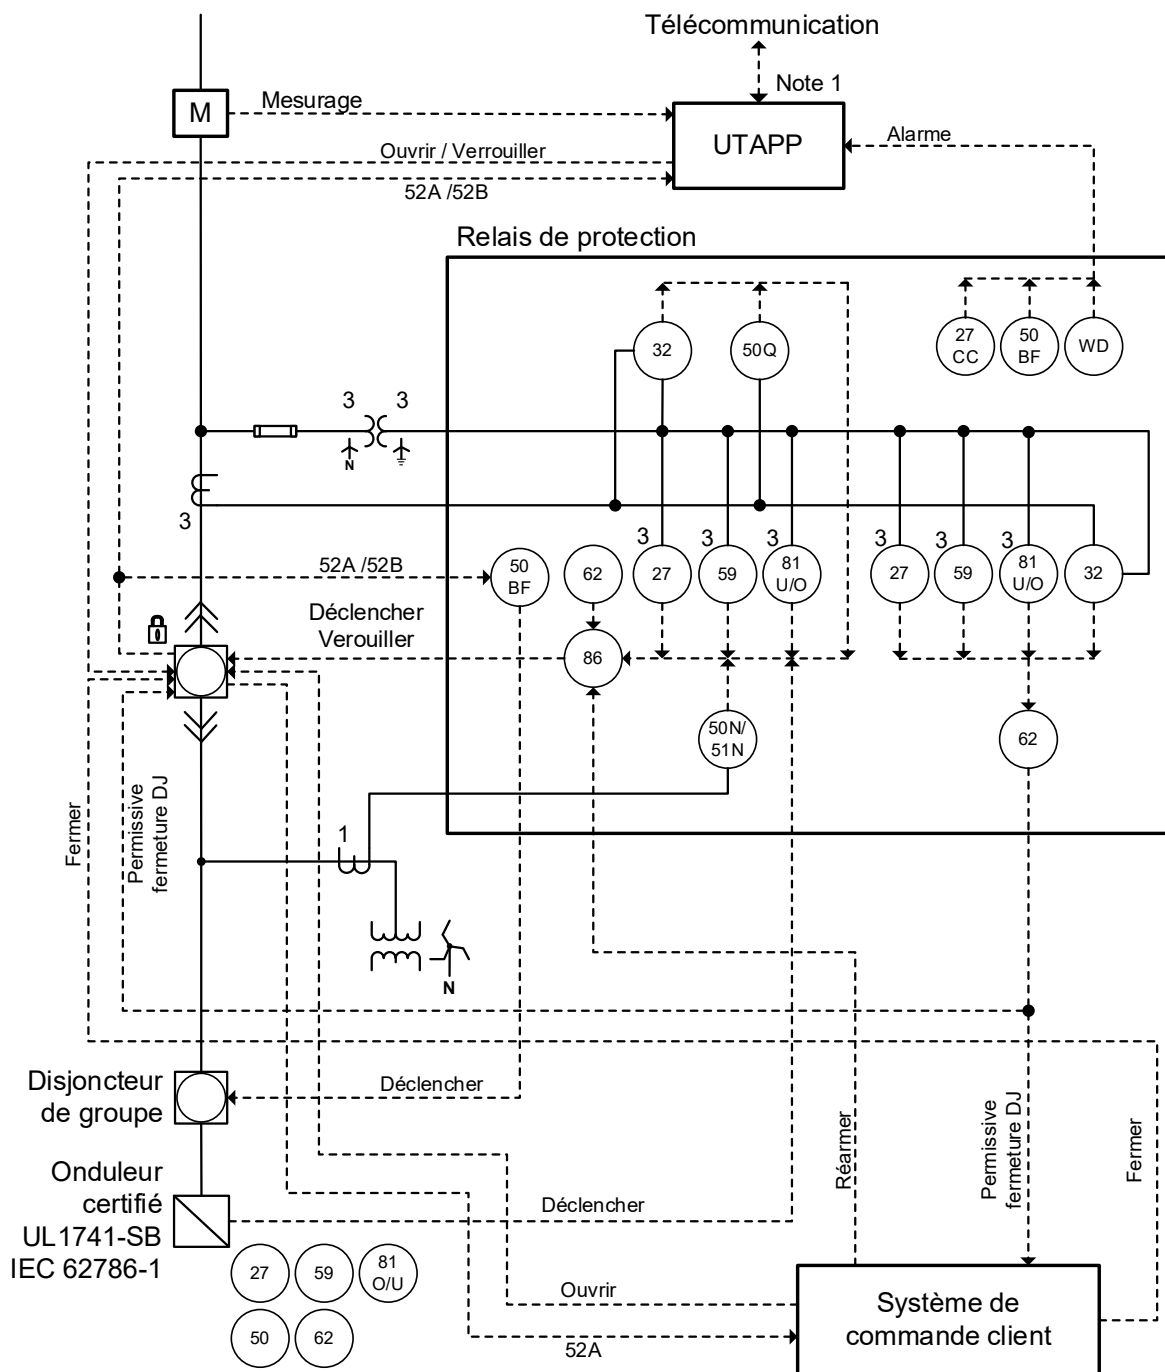 Télécommunication
Note 1
M
Mesurage
UTAPP
Alarme
Ouvrir / Verrouiller
52A /52B
Relais de protection
32
50Q
27
CC
50
BF
WD
3
3
N
3
3
3
3
3
3
3
52A /52B
50
BF
62
27
59
81
U/O
27
59
81
U/O
32
Déclencher
Verouiller
86
50N/
51N
62
Fermer
Permissive
fermeture DJ
1
N
Disjoncteur
de groupe
Déclencher
Réarmer
Permissive
fermeture DJ
Fermer
Onduleur
certifié
UL1741-SB
IEC 62786-1
Déclencher
27
59
81
O/U
50
62
Ouvrir
52A
Système de
commande client